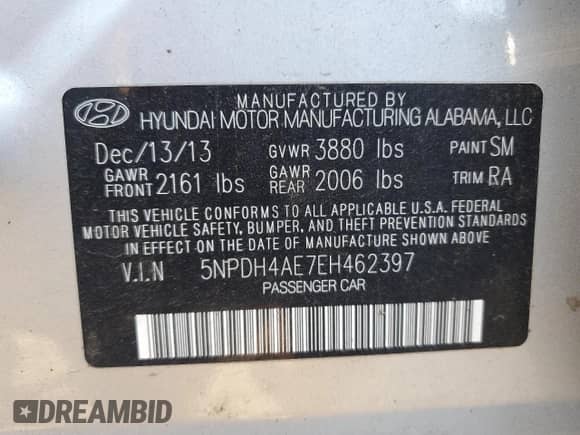 MANUFACTURED BY
HYUNDAI MOTOR MANUFACTURING ALABAMA, LLC
Dec/13/13 GVWR 3880 lbs PAINT SM
GAWR FRONT 2161 lbs GAWR REAR 2006 lbs TRIM RA
THIS VEHICLE CONFORMS TO ALL APPLICABLE U.S.A. FEDERAL
MOTOR VEHICLE SAFETY, BUMPER, AND THEFT PREVENTION STANDARDS
IN EFFECT ON THE DATE OF MANUFACTURE SHOWN ABOVE.
V.I.N 5NPDH4AE7EH462397
PASSENGER CAR
DREAMBID